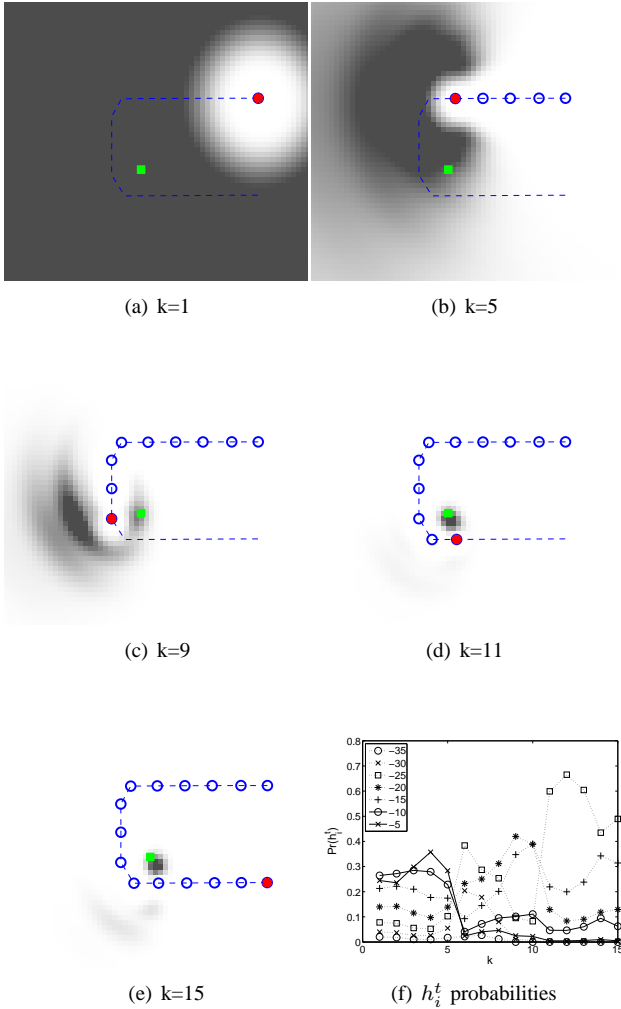 (a) k=1
(b) k=5
(c) k=9
(d) k=11
(e) k=15
0.8
0.7
0.6
0.5
0.4
0.3
0.2
0.1
0
−35
−30
−25
−20
−15
−10
−5
Pr(h_i^t)
0 5 10 15
k
(f) h_i^t probabilities